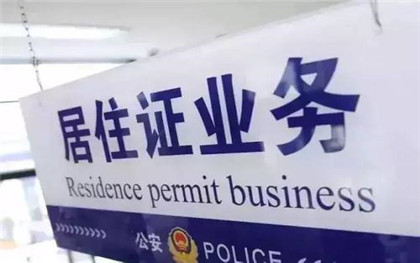 居住证业务
Residence permit business
公安 POLICE